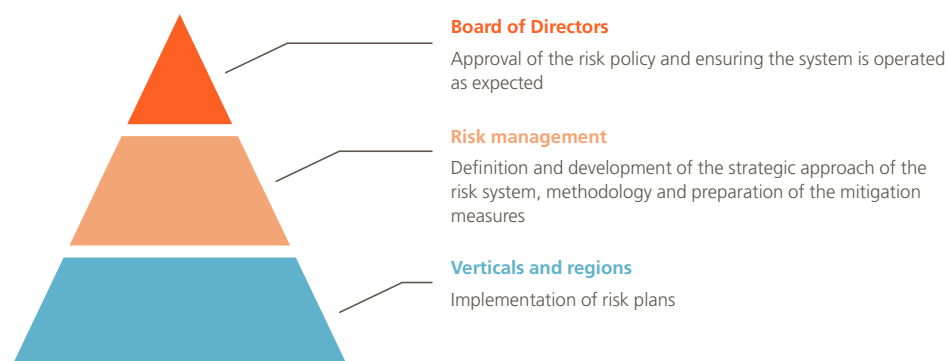 Board of Directors
Approval of the risk policy and ensuring the system is operated
as expected
Risk management
Definition and development of the strategic approach of the
risk system, methodology and preparation of the mitigation
measures
Verticals and regions
Implementation of risk plans